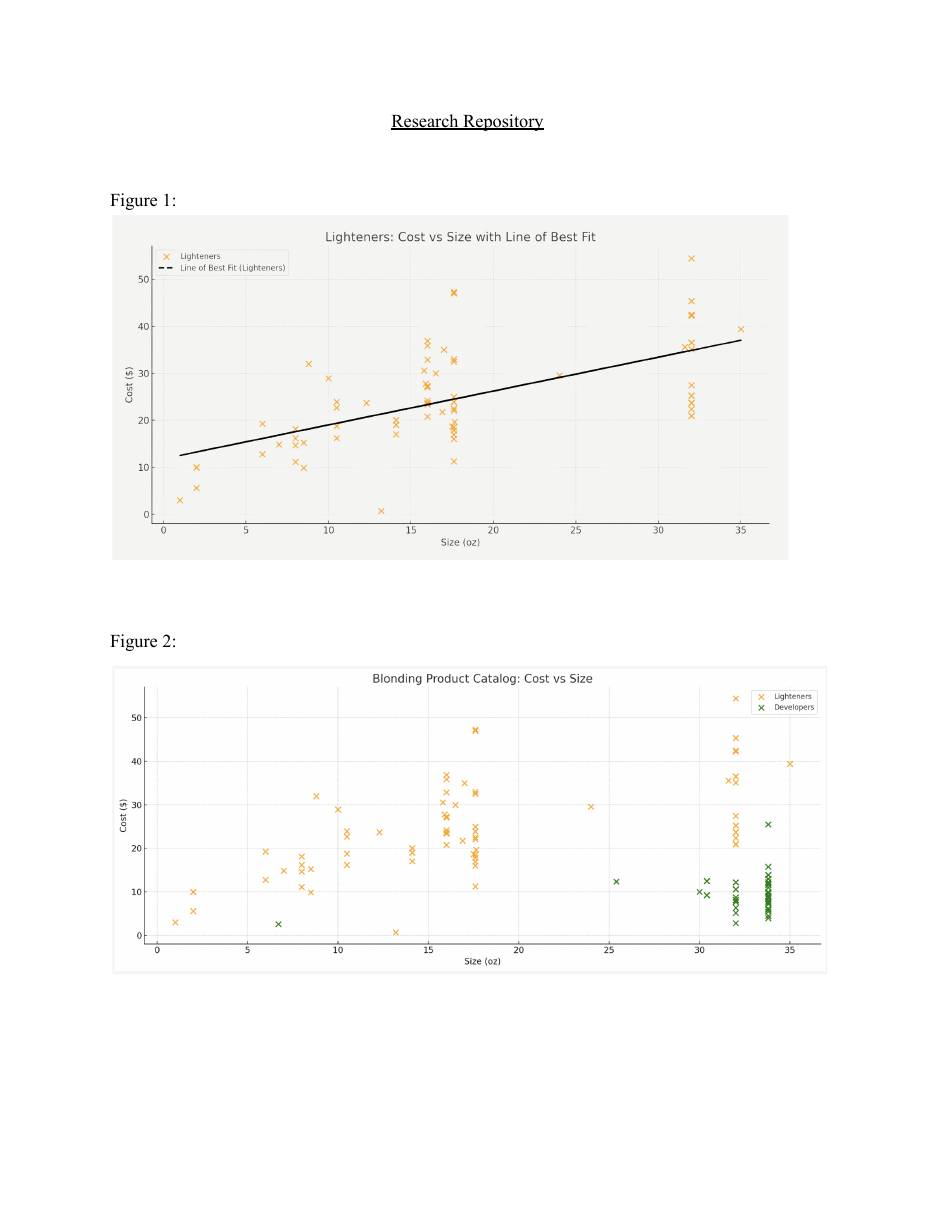 Research Repository
Figure 1:
Lighteners: Cost vs Size with Line of Best Fit
Lighteners
Line of Best Fit (Lighteners)
50
40
30
20
10
0
Cost ($)
0 5 10 15 20 25 30 35
Size (oz)
Figure 2:
Blonding Product Catalog: Cost vs Size
Lighteners
Developers
50
40
30
20
10
0
Cost ($)
0 5 10 15 20 25 30 35
Size (oz)